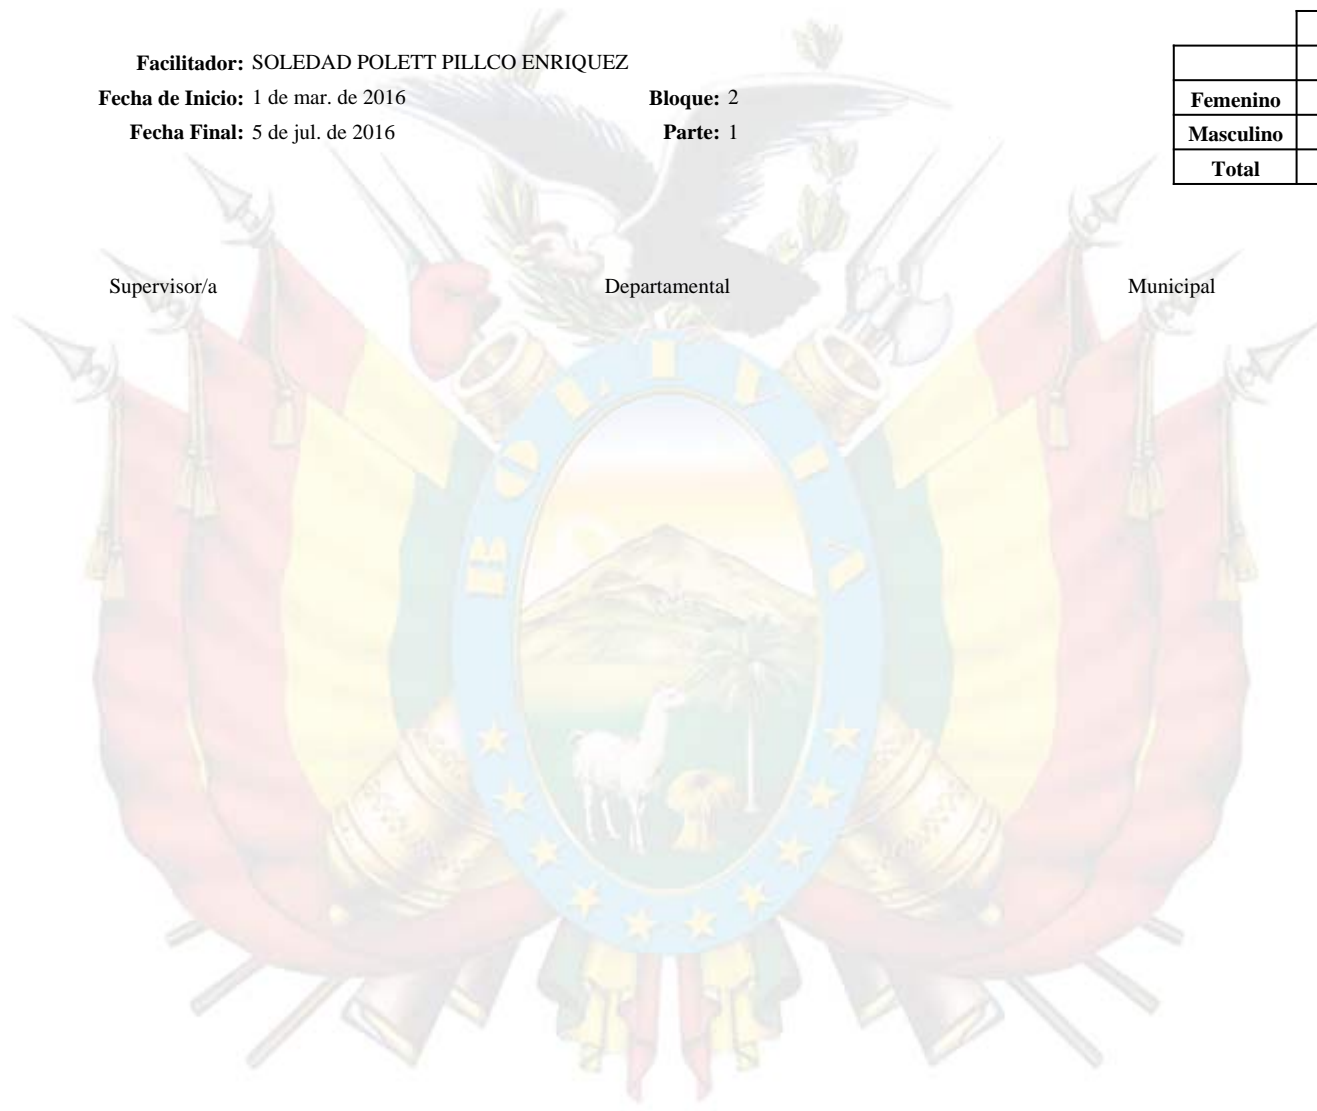 Facilitador: SOLEDAD POLETT PILLCO ENRIQUEZ
Fecha de Inicio: 1 de mar. de 2016 Bloque: 2
Fecha Final: 5 de jul. de 2016 Parte: 1
Femenino
Masculino
Total
Supervisor/a Departamental Municipal
BOLIVIA